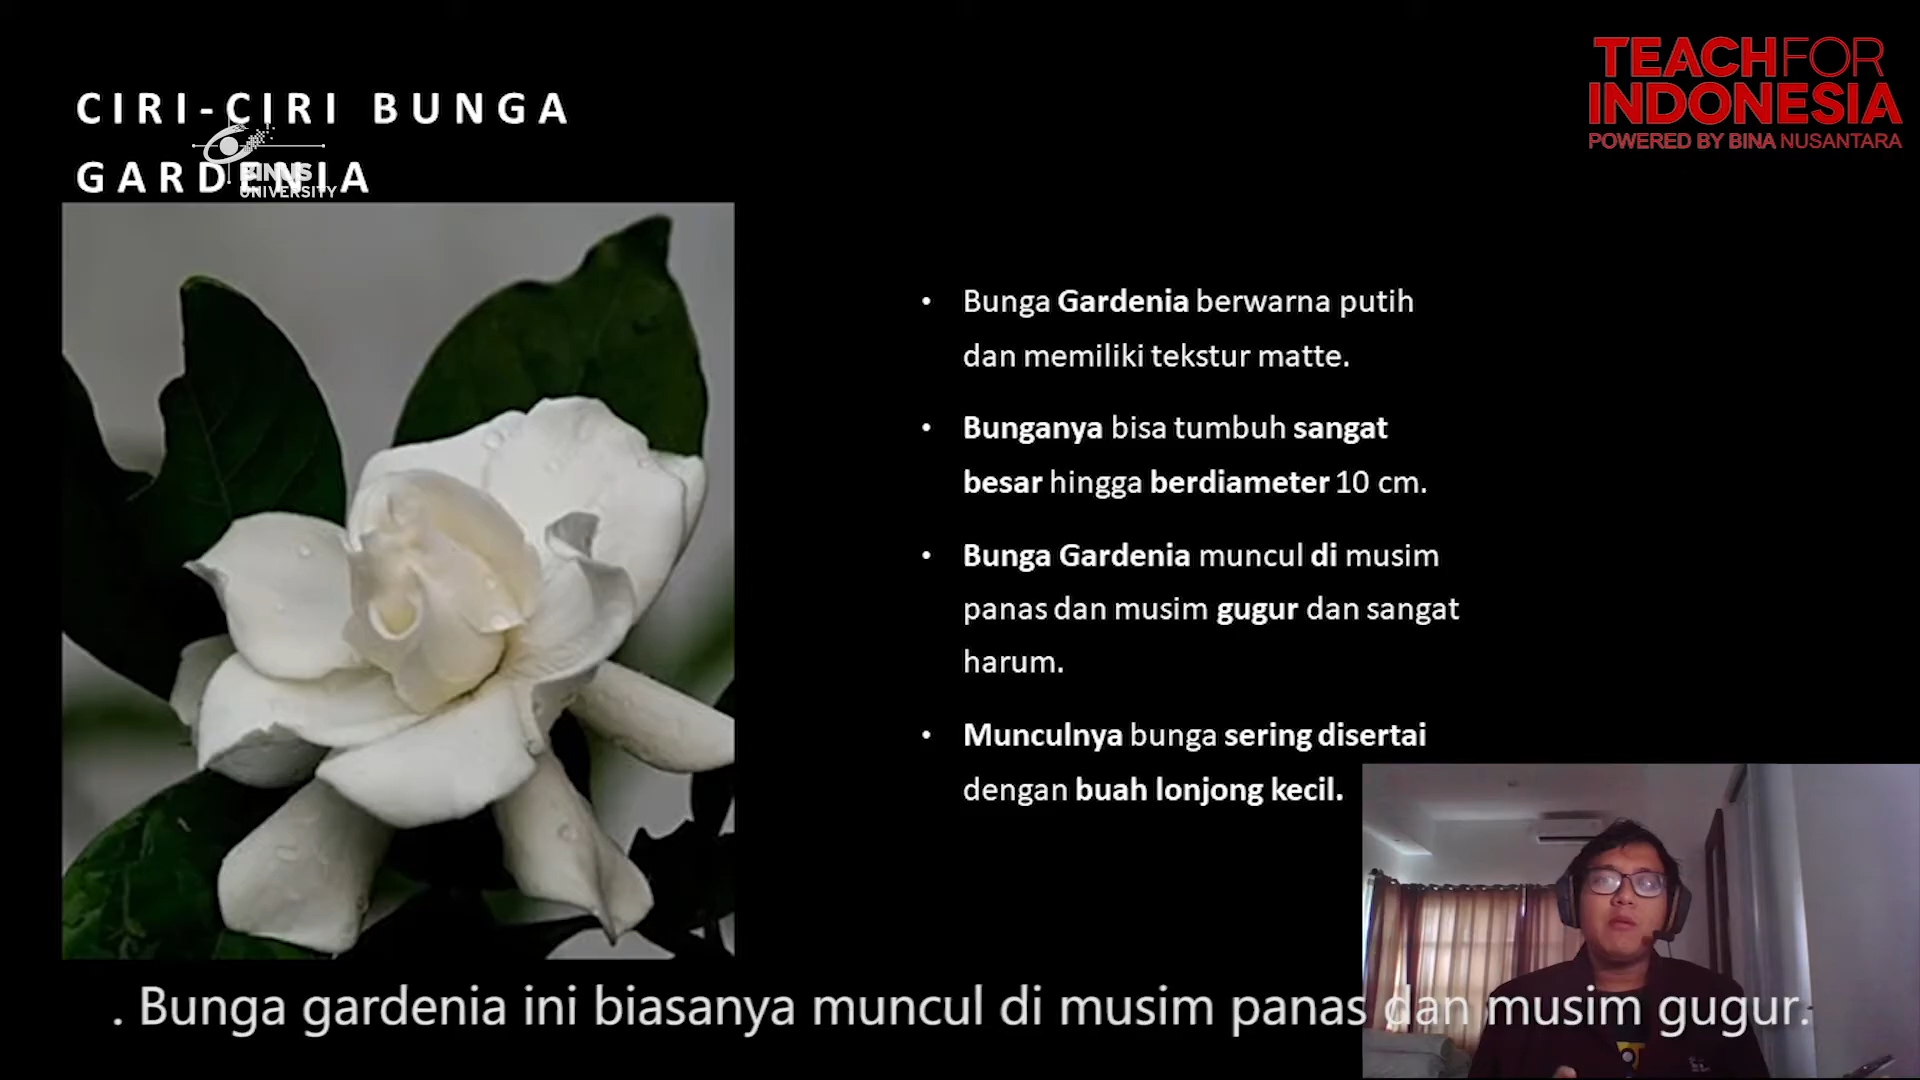 CIRI-CIRI BUNGA
GARDENIA
BINUS
UNIVERSITY
TEACHFOR
INDONESIA
POWERED BY BINA NUSANTARA
• Bunga Gardenia berwarna putih
dan memiliki tekstur matte.
• Bunganya bisa tumbuh sangat
besar hingga berdiameter 10 cm.
• Bunga Gardenia muncul di musim
panas dan musim gugur dan sangat
harum.
• Munculnya bunga sering disertai
dengan buah lonjong kecil.
. Bunga gardenia ini biasanya muncul di musim panas dan musim gugur.